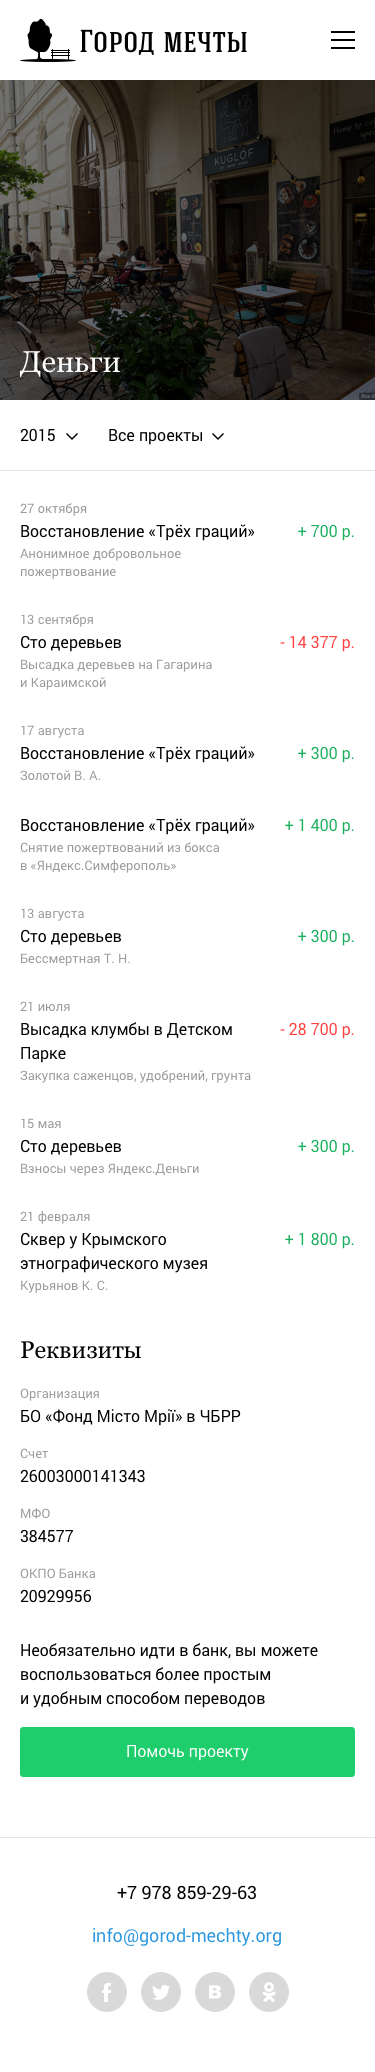 Город мечты
KUGLÓF
Деньги
2015 Все проекты
27 октября
Восстановление «Трёх граций» + 700 р.
Анонимное добровольное
пожертвование
13 сентября
Сто деревьев - 14 377 р.
Высадка деревьев на Гагарина
и Караимской
17 августа
Восстановление «Трёх граций» + 300 р.
Золотой В. А.
Восстановление «Трёх граций» + 1 400 р.
Снятие пожертвований из бокса
в «Яндекс.Симферополь»
13 августа
Сто деревьев + 300 р.
Бессмертная Т. Н.
21 июля
Высадка клумбы в Детском - 28 700 р.
Парке
Закупка саженцов, удобрений, грунта
15 мая
Сто деревьев + 300 р.
Взносы через Яндекс.Деньги
21 февраля
Сквер у Крымского + 1 800 р.
этнографического музея
Курьянов К. С.
Реквизиты
Организация
БО «Фонд Місто Мрії» в ЧБРР
Счет
26003000141343
МФО
384577
ОКПО Банка
20929956
Необязательно идти в банк, вы можете
воспользоваться более простым
и удобным способом переводов
Помочь проекту
+7 978 859-29-63
info@gorod-mechty.org